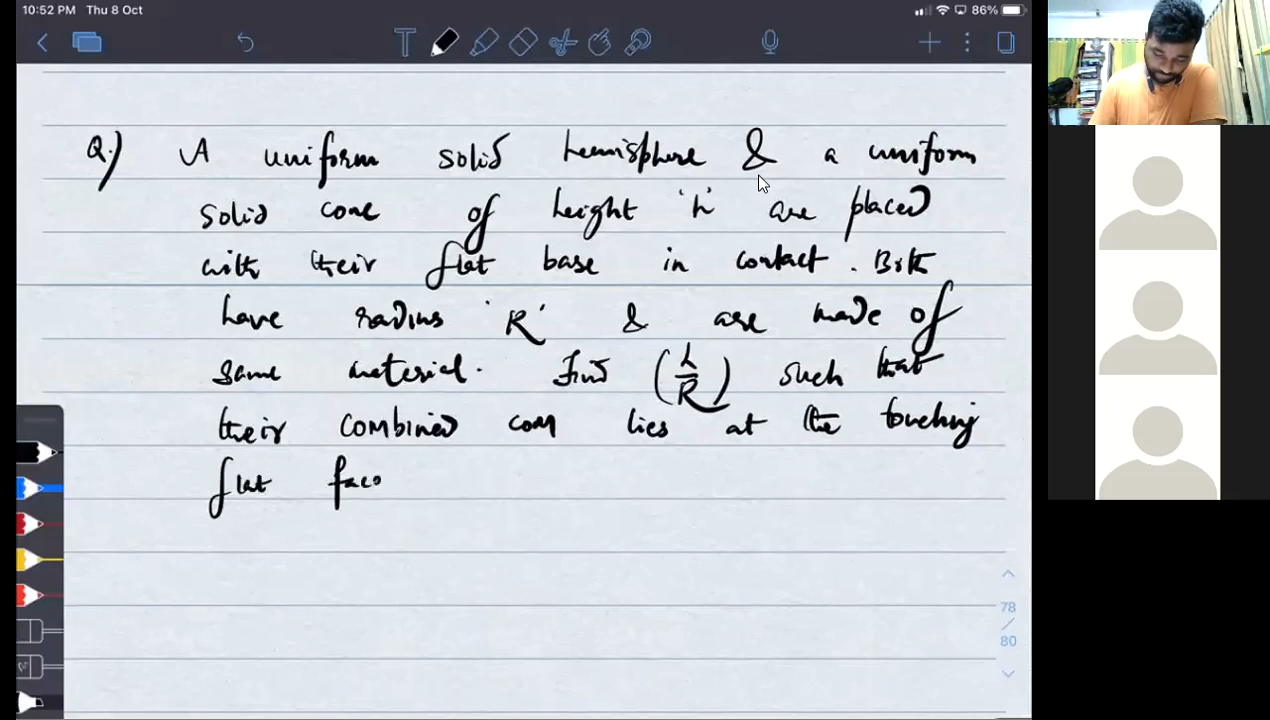 10:52 PM Thu 8 Oct
86%
T
Q.) A uniform solid hemisphere & a uniform
solid cone of height 'h' are placed
with their flat base in contact. Both
have radius 'R' & are made of
same material. Find (h/R) such that
their combined com lies at the touching
flat face
78
/
80